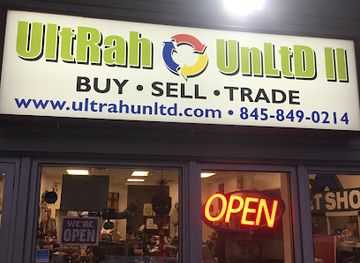 UltRah UnLtD II
BUY • SELL • TRADE
www.ultrahunltd.com • 845-849-0214
WE'RE
OPEN
OPEN
T SHO